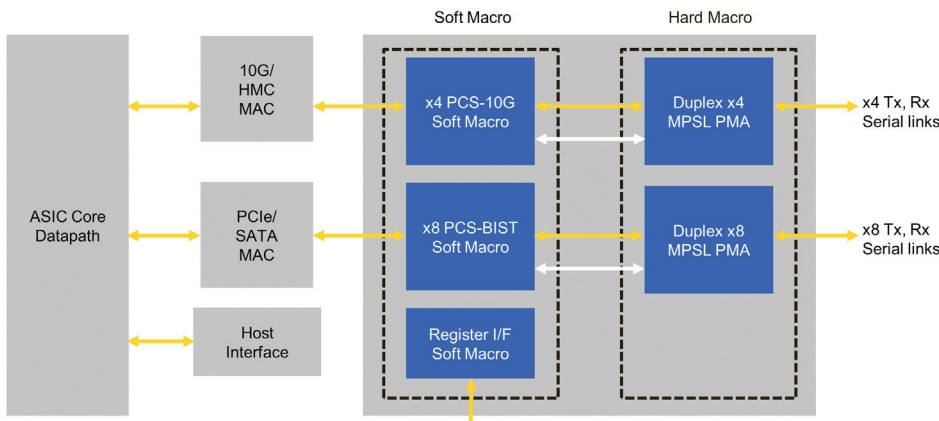 Soft Macro
Hard Macro
ASIC Core
Datapath
10G/
HMC
MAC
x4 PCS-10G
Soft Macro
Duplex x4
MPSL PMA
x4 Tx, Rx
Serial links
PCIe/
SATA
MAC
x8 PCS-BIST
Soft Macro
Duplex x8
MPSL PMA
x8 Tx, Rx
Serial links
Host
Interface
Register I/F
Soft Macro